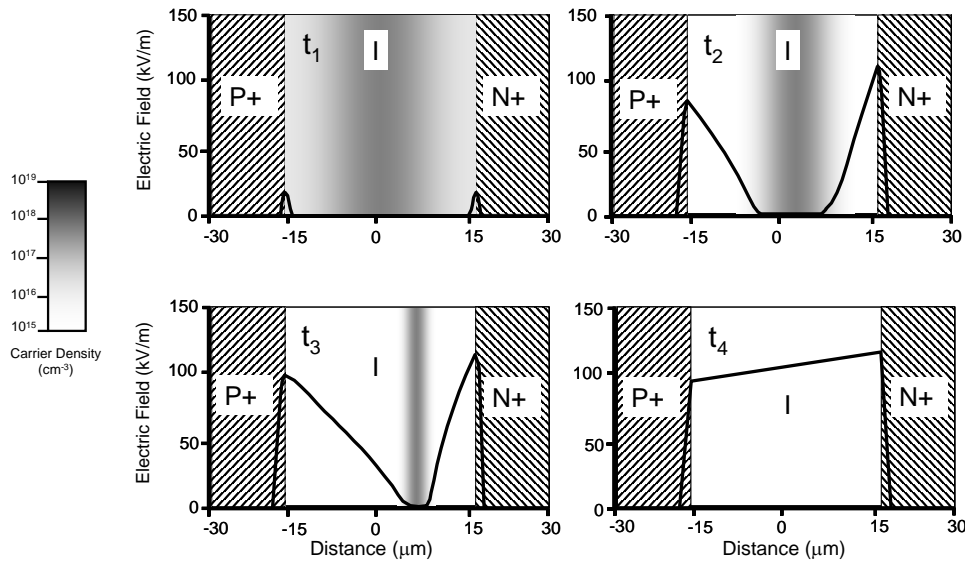 150
100
50
0
Electric Field (kV/m)
t1
I
P+
N+
-30
-15
0
15
30
150
100
50
0
Electric Field (kV/m)
t2
I
P+
N+
-30
-15
0
15
30
10¹⁹
10¹⁸
10¹⁷
10¹⁶
10¹⁵
Carrier Density
(cm⁻³)
150
100
50
0
Electric Field (kV/m)
t3
I
P+
N+
-30
-15
0
15
30
Distance (μm)
150
100
50
0
t4
I
P+
N+
-30
-15
0
15
30
Distance (μm)